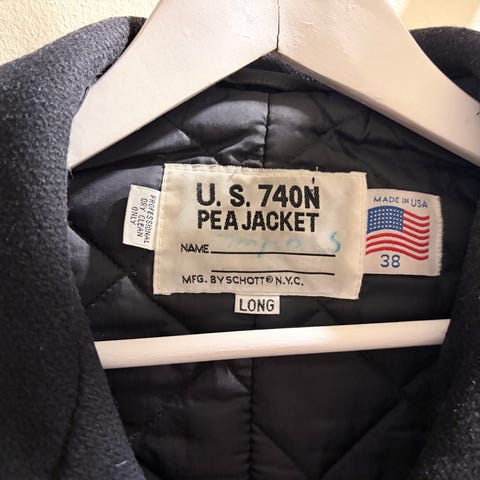 U. S. 740N
PEA JACKET
NAME
MFG. BY SCHOTT® N.Y.C.
LONG
PROFESSIONAL
DRY CLEAN
ONLY
MADE IN USA
38